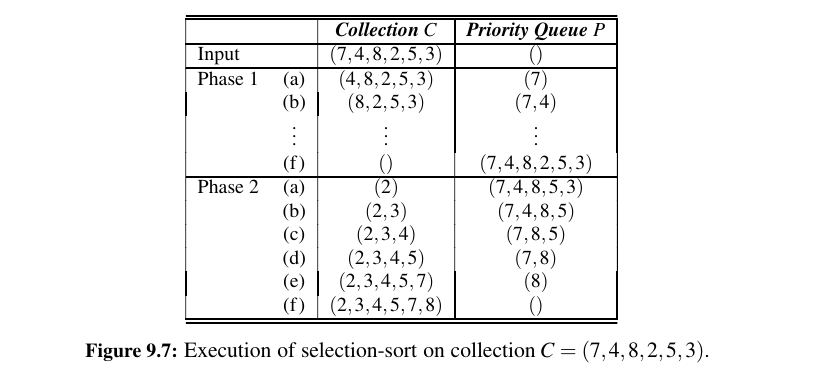 Collection C Priority Queue P
Input (7,4,8,2,5,3) ()
Phase 1 (a) (4,8,2,5,3) (7)
(b) (8,2,5,3) (7,4)
⋮ ⋮ ⋮
(f) () (7,4,8,2,5,3)
Phase 2 (a) (2) (7,4,8,5,3)
(b) (2,3) (7,4,8,5)
(c) (2,3,4) (7,8,5)
(d) (2,3,4,5) (7,8)
(e) (2,3,4,5,7) (8)
(f) (2,3,4,5,7,8) ()
Figure 9.7: Execution of selection-sort on collection C = (7,4,8,2,5,3).